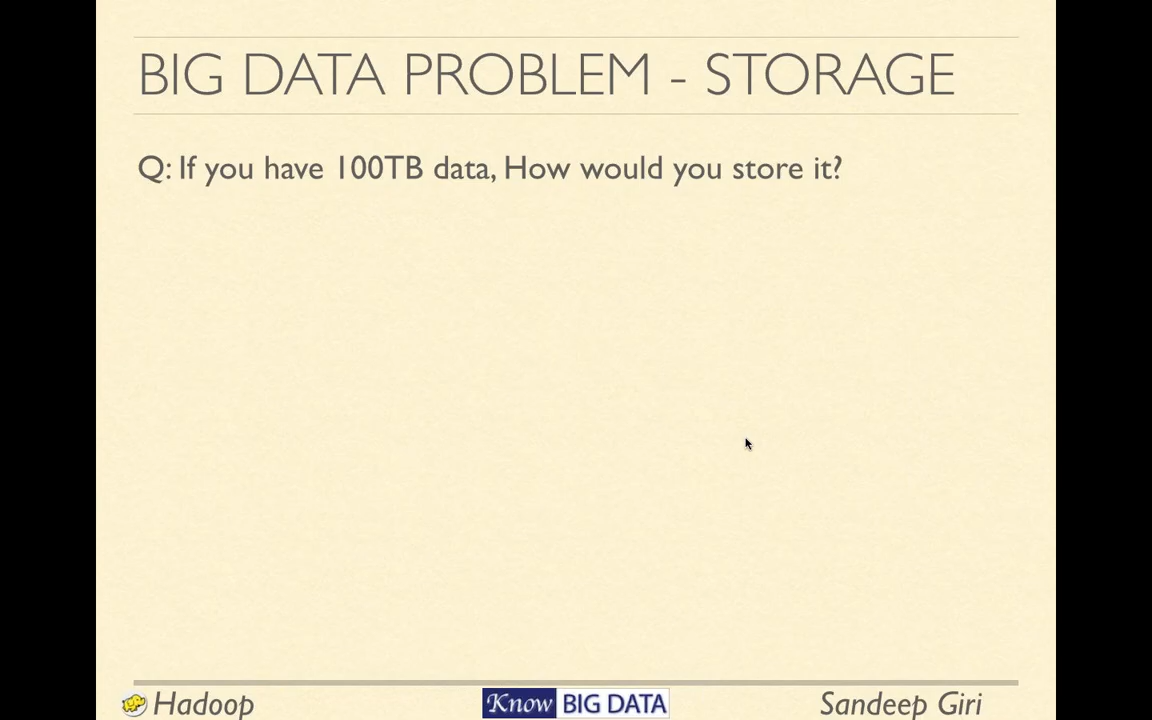 BIG DATA PROBLEM - STORAGE
Q: If you have 100TB data, How would you store it?
Hadoop
Know BIG DATA
Sandeep Giri